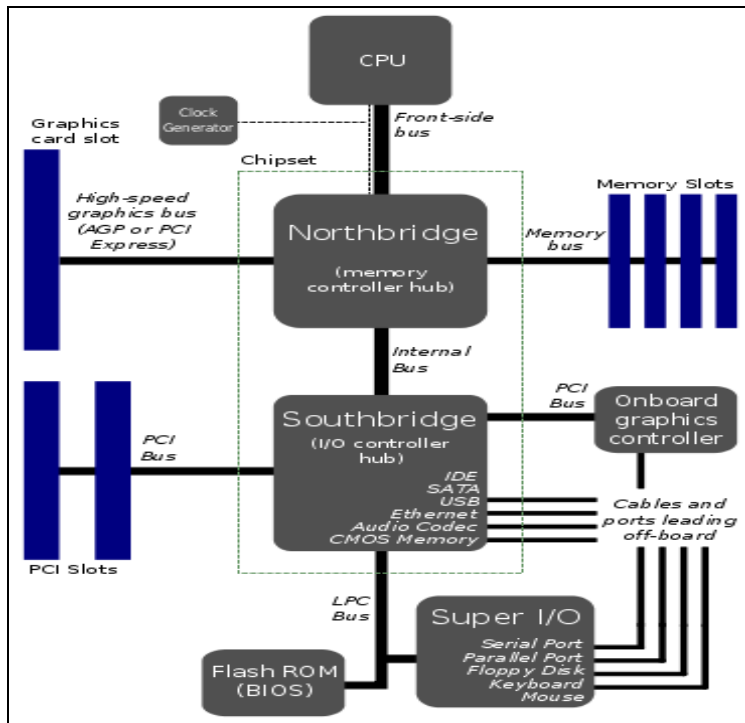 CPU
Clock
Generator
Front-side
bus
Graphics
card slot
Chipset
High-speed
graphics bus
(AGP or PCI
Express)
Northbridge
(memory
controller hub)
Memory Slots
Memory
bus
Internal
Bus
PCI
Bus
Southbridge
(I/O controller
hub)
PCI
Bus
Onboard
graphics
controller
IDE
SATA
USB
Ethernet
Audio Codec
CMOS Memory
Cables and
ports leading
off-board
PCI Slots
LPC
Bus
Super I/O
Serial Port
Parallel Port
Floppy Disk
Keyboard
Mouse
Flash ROM
(BIOS)